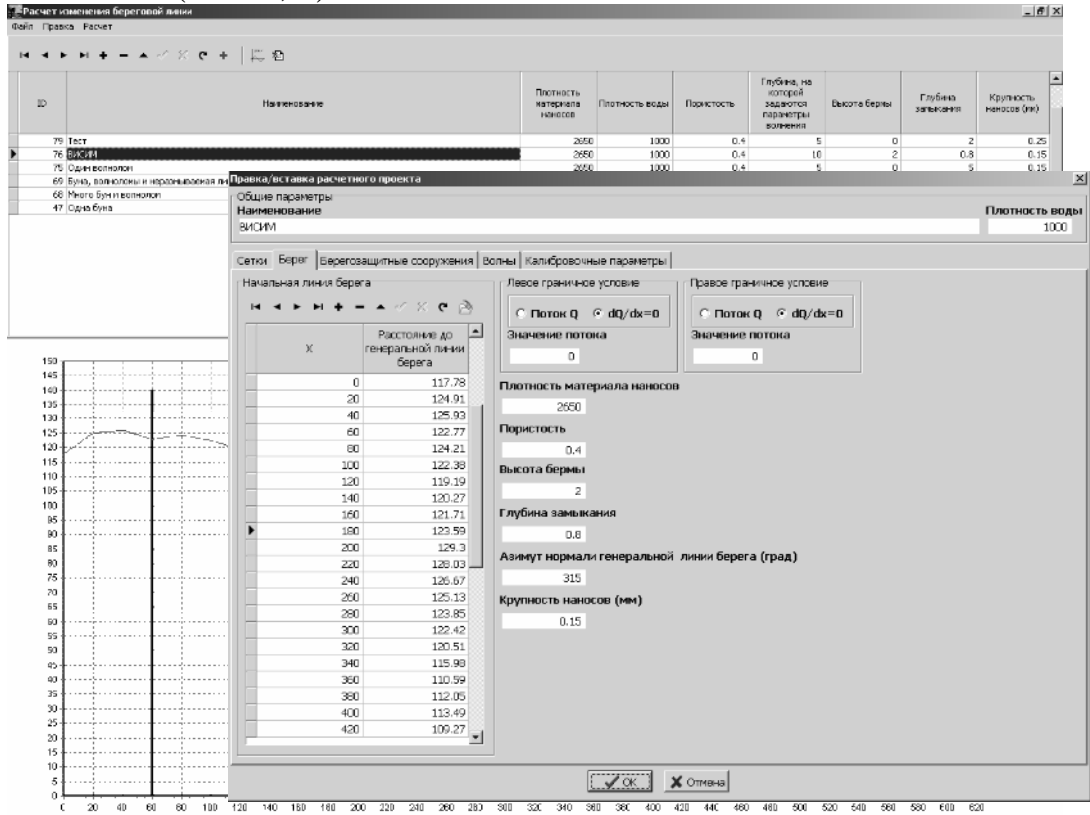 Расчет изменения береговой линии
Файл Правка Расчет
ID Наименование Плотность материала наносов Плотность воды Пористость Глубина, на которой задаются параметры волнения Высота бермы Глубина замыкания Крупность наносов (мм)
79 Тест 2650 1000 0.4 5 0 2 0.25
76 ВИСИМ 2650 1000 0.4 10 2 0.8 0.15
75 Один волнолом 2650 1000 0.4 5 0 5 0.15
69 Буна, волноломы и неразмываемая ли
68 Много бун и волнолом
47 Одна буна
Правка/вставка расчетного проекта
Общие параметры
Наименование Плотность воды
ВИСИМ 1000
Сетки Берег Берегозащитные сооружения Волны Калибровочные параметры
Начальная линия берега
X Расстояние до генеральной линии берега
0 117.78
20 124.91
40 125.93
60 122.77
80 124.21
100 122.38
120 119.19
140 120.27
160 121.71
180 123.59
200 129.3
220 128.03
240 126.67
260 125.13
280 123.85
300 122.42
320 120.51
340 115.98
360 110.59
380 112.05
400 113.49
420 109.27
Левое граничное условие Правое граничное условие
Поток Q dQ/dx=0 Поток Q dQ/dx=0
Значение потока Значение потока
0 0
Плотность материала наносов
2650
Пористость
0.4
Высота бермы
2
Глубина замыкания
0.8
Азимут нормали генеральной линии берега (град)
315
Крупность наносов (мм)
0.15
OK Отмена
150
145
140
135
130
125
120
115
110
105
100
95
90
85
80
75
70
65
60
55
50
45
40
35
30
25
20
15
10
5
0
0 20 40 60 80 100 120 140 160 180 200 220 240 260 280 300 320 340 360 380 400 420 440 460 480 500 520 540 560 580 600 620